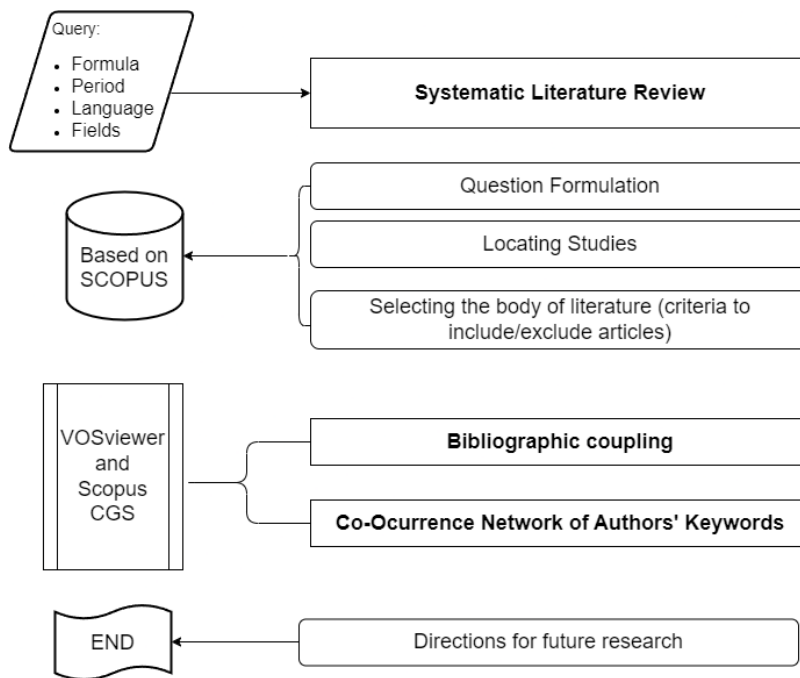 Query:
• Formula
• Period
• Language
• Fields
Systematic Literature Review
Question Formulation
Locating Studies
Selecting the body of literature (criteria to
include/exclude articles)
Based on
SCOPUS
VOSviewer
and
Scopus
CGS
Bibliographic coupling
Co-Ocurrence Network of Authors' Keywords
END
Directions for future research